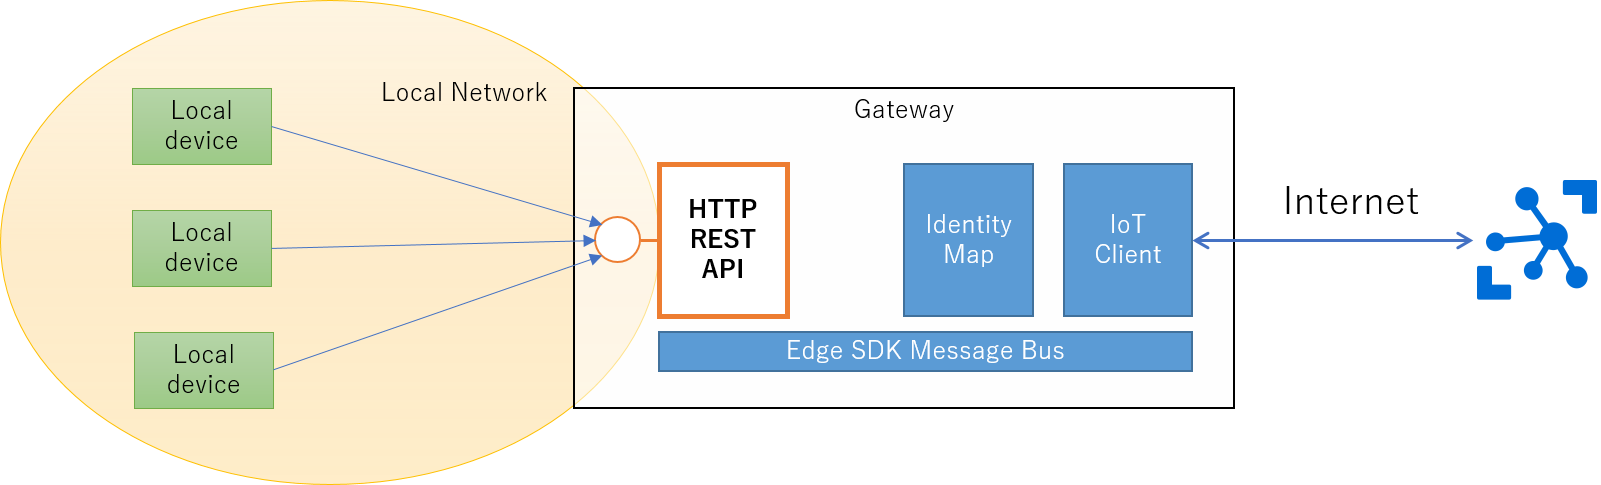 Local Network
Gateway
Local
device
Local
device
Local
device
HTTP
REST
API
Identity
Map
IoT
Client
Edge SDK Message Bus
Internet